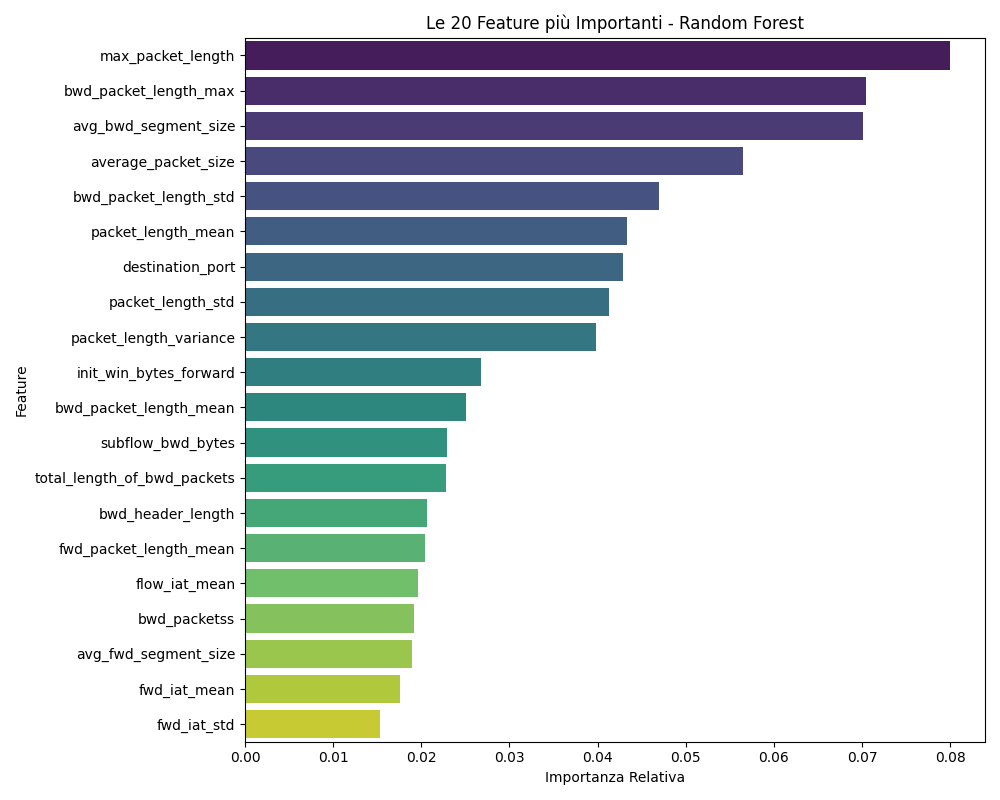 Le 20 Feature più Importanti - Random Forest
max_packet_length
bwd_packet_length_max
avg_bwd_segment_size
average_packet_size
bwd_packet_length_std
packet_length_mean
destination_port
packet_length_std
packet_length_variance
init_win_bytes_forward
bwd_packet_length_mean
subflow_bwd_bytes
total_length_of_bwd_packets
bwd_header_length
fwd_packet_length_mean
flow_iat_mean
bwd_packetss
avg_fwd_segment_size
fwd_iat_mean
fwd_iat_std
Feature
0.00 0.01 0.02 0.03 0.04 0.05 0.06 0.07 0.08
Importanza Relativa